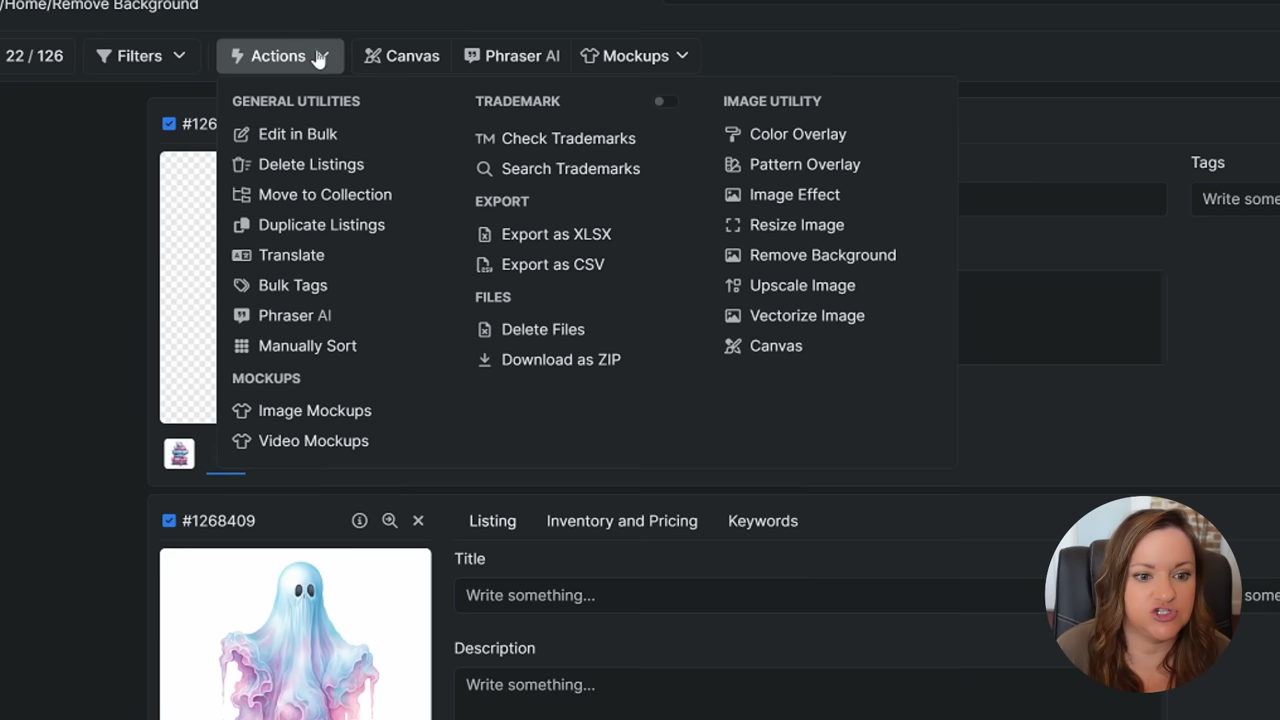 /Home/Remove Background
22 / 126
Filters
Actions
Canvas
Phraser AI
Mockups
GENERAL UTILITIES
Edit in Bulk
Delete Listings
Move to Collection
Duplicate Listings
Translate
Bulk Tags
Phraser AI
Manually Sort
MOCKUPS
Image Mockups
Video Mockups
TRADEMARK
TM Check Trademarks
Search Trademarks
EXPORT
Export as XLSX
Export as CSV
FILES
Delete Files
Download as ZIP
IMAGE UTILITY
Color Overlay
Pattern Overlay
Image Effect
Resize Image
Remove Background
Upscale Image
Vectorize Image
Canvas
#126
Tags
Write some
#1268409
Listing
Inventory and Pricing
Keywords
Title
Write something...
some
Description
Write something...